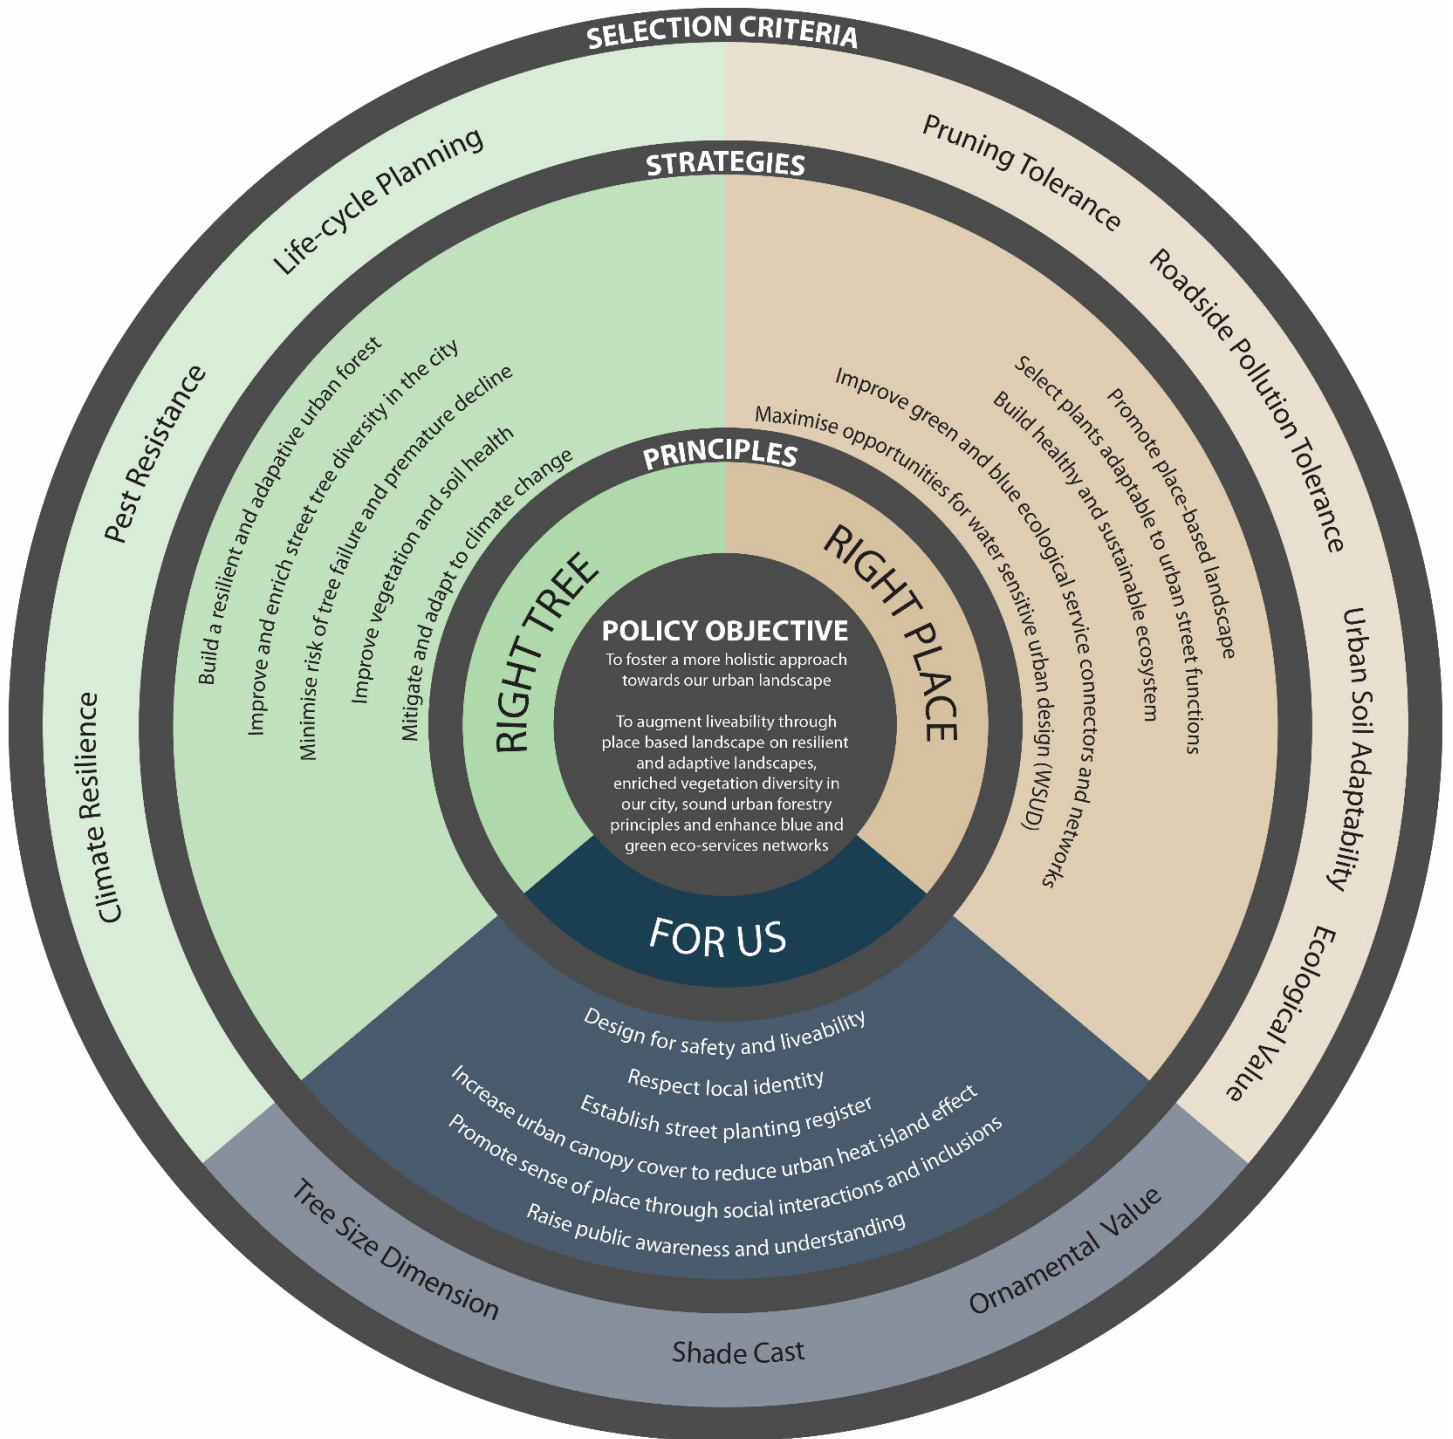 SELECTION CRITERIA
Life-cycle Planning
Pest Resistance
Climate Resilience
Pruning Tolerance
Roadside Pollution Tolerance
Urban Soil Adaptability
Ecological Value
Tree Size Dimension
Shade Cast
Ornamental Value
STRATEGIES
Build a resilient and adaptive urban forest
Improve and enrich street tree diversity in the city
Minimise risk of tree failure and premature decline
Improve vegetation and soil health
Mitigate and adapt to climate change
Promote place-based landscape
Select plants adaptable to urban street functions
Build healthy and sustainable ecosystem
Improve green and blue ecological service connectors and networks
Maximise opportunities for water sensitive urban design (WSUD)
Design for safety and liveability
Respect local identity
Establish street planting register
Increase urban canopy cover to reduce urban heat island effect
Promote sense of place through social interactions and inclusions
Raise public awareness and understanding
PRINCIPLES
RIGHT TREE
RIGHT PLACE
FOR US
POLICY OBJECTIVE
To foster a more holistic approach
towards our urban landscape
To augment liveability through
place based landscape on resilient
and adaptive landscapes,
enriched vegetation diversity in
our city, sound urban forestry
principles and enhance blue and
green eco-services networks